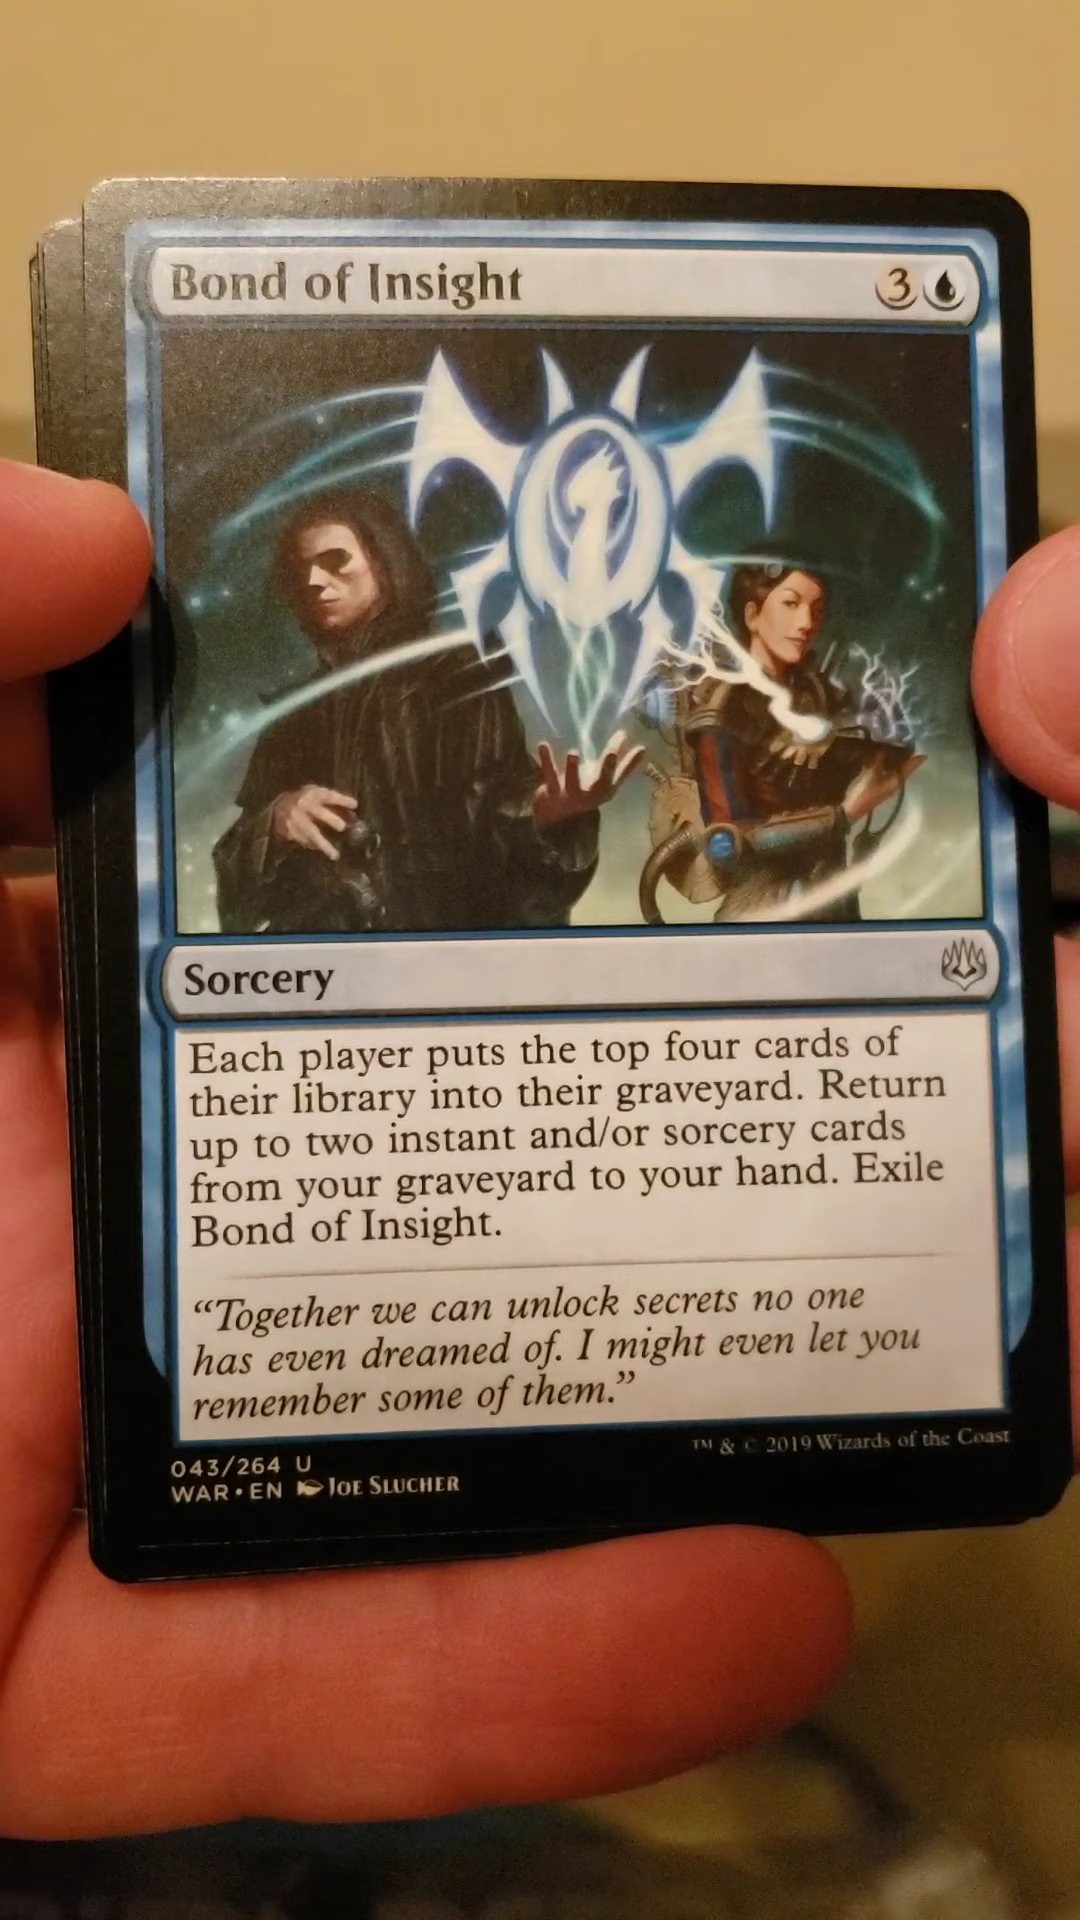 Bond of Insight 3
Sorcery
Each player puts the top four cards of
their library into their graveyard. Return
up to two instant and/or sorcery cards
from your graveyard to your hand. Exile
Bond of Insight.
“Together we can unlock secrets no one
has even dreamed of. I might even let you
remember some of them.”
043/264 U
WAR • EN JOE SLUCHER
™ & © 2019 Wizards of the Coast